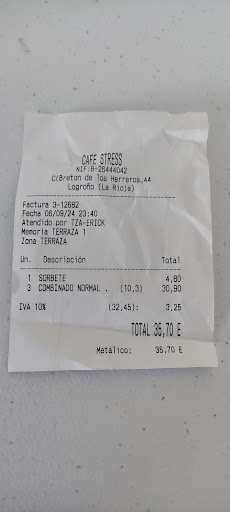 CAFE STRESS
NIF:B-26444042
C(Breton de los Herreros,44
Logroño (La Rioja)
Factura 3-12682
Fecha 06/09/24 23:40
Atendido por TZA-ERICK
Memoria TERRAZA 1
Zona TERRAZA
Un. Descripción Total
1 SORBETE 4,80
3 COMBINADO NORMAL . (10,3) 30,90
IVA 10% (32,45): 3,25
TOTAL 35,70 E
Metálico: 35,70 E